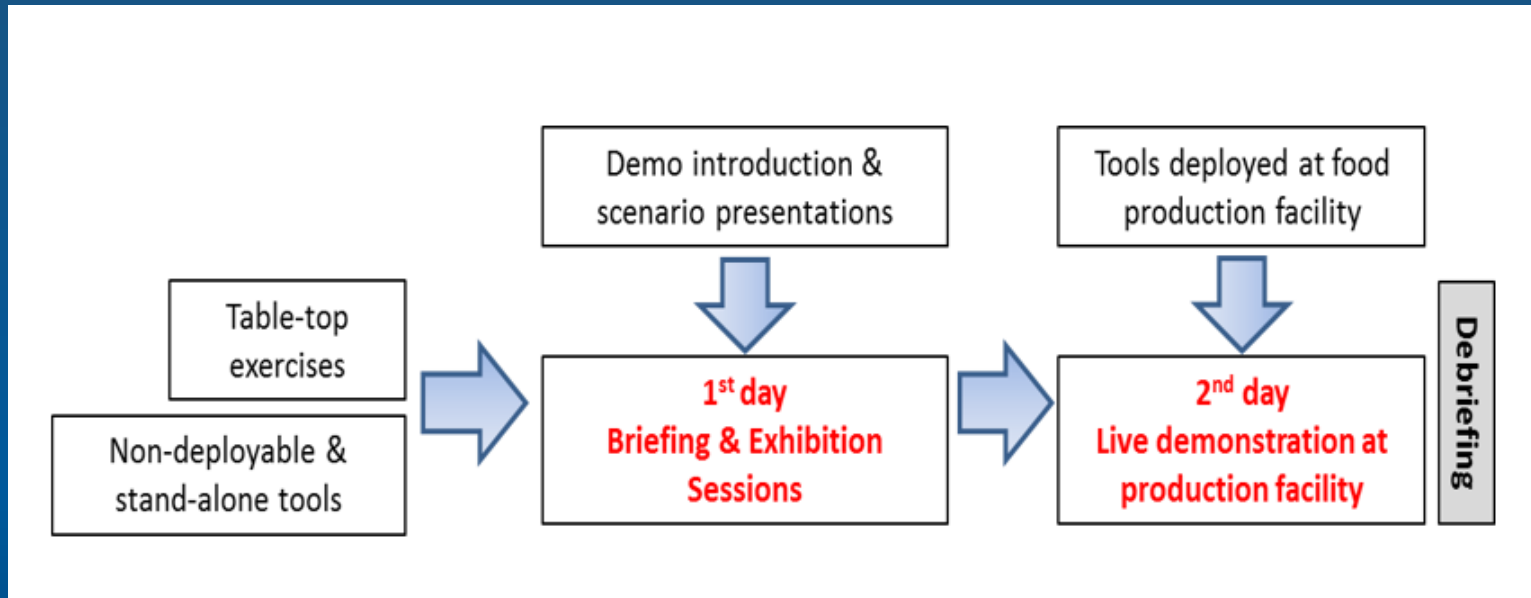 Demo introduction &
scenario presentations
Tools deployed at food
production facility
Table-top
exercises
Non-deployable &
stand-alone tools
1st day
Briefing & Exhibition
Sessions
2nd day
Live demonstration at
production facility
Debriefing